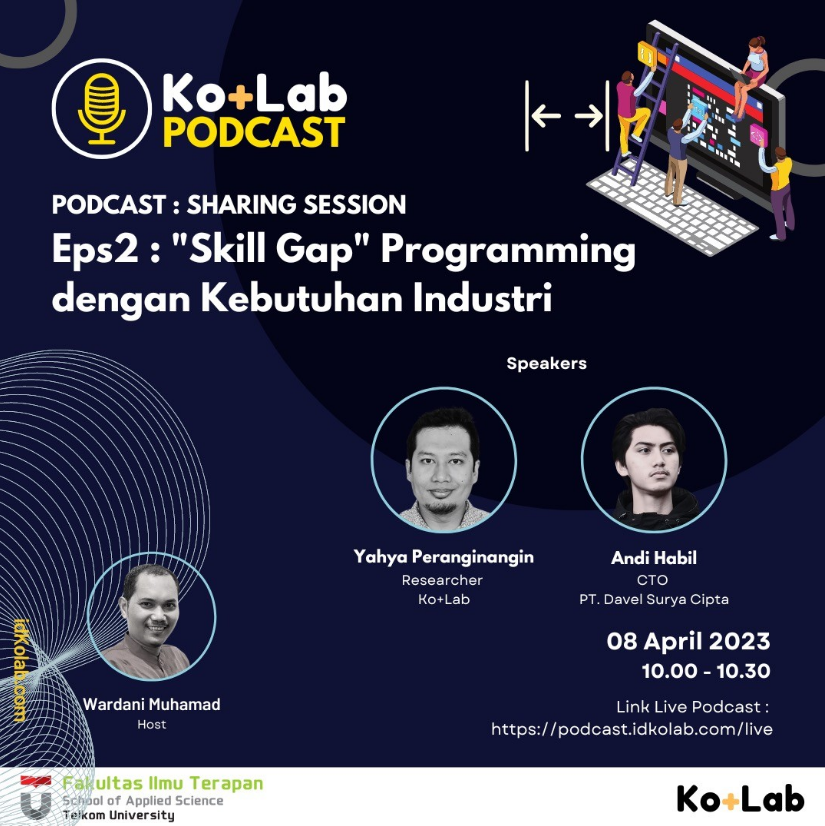 Ko+Lab
PODCAST
PODCAST : SHARING SESSION
Eps2 : "Skill Gap" Programming
dengan Kebutuhan Industri
Speakers
Yahya Peranginangin
Researcher
Ko+Lab
Andi Habil
CTO
PT. Davel Surya Cipta
Wardani Muhamad
Host
08 April 2023
10.00 - 10.30
Link Live Podcast :
https://podcast.idkolab.com/live
idkolab.com
Fakultas Ilmu Terapan
School of Applied Science
Telkom University
Ko+Lab